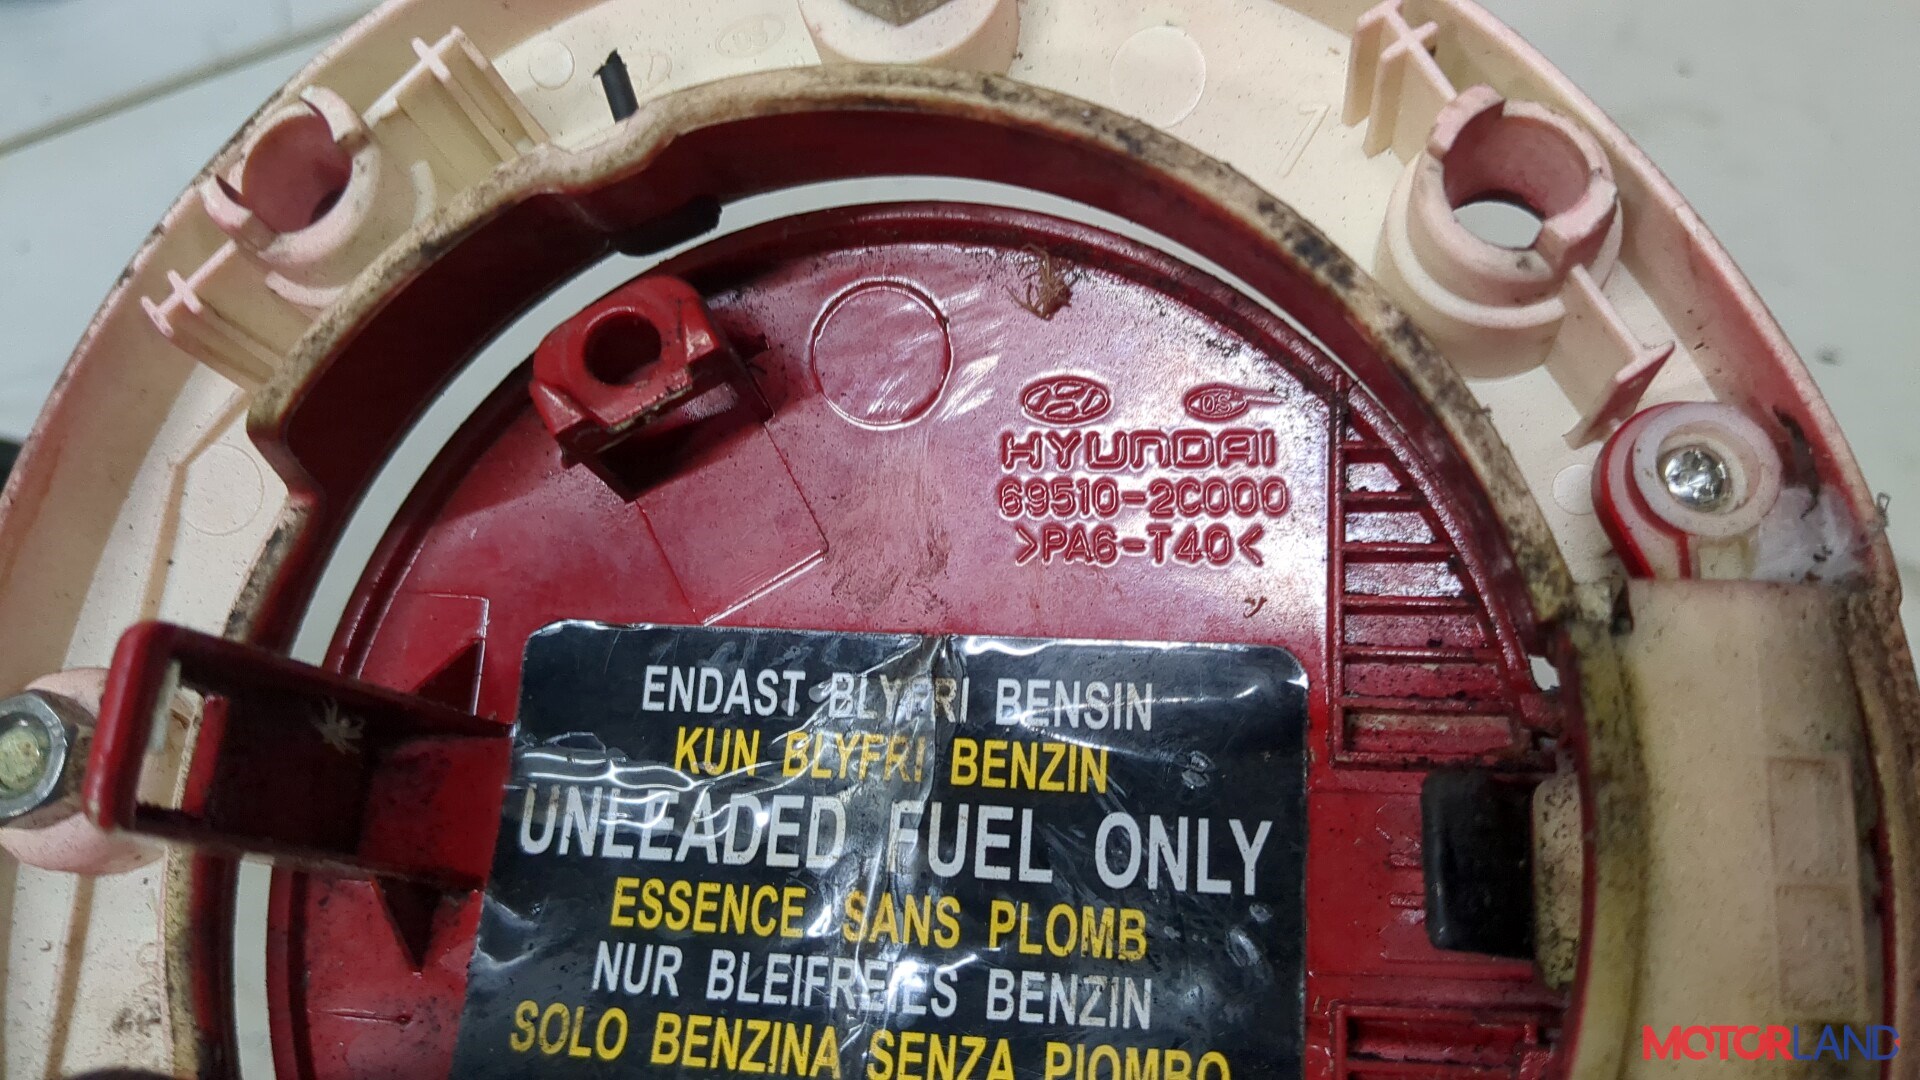 OS
HYUNDAI
69510-2C000
>PA6-T40<
ENDAST BLYFRI BENSIN
KUN BLYFRI BENZIN
UNLEADED FUEL ONLY
ESSENCE SANS PLOMB
NUR BLEIFREIES BENZIN
SOLO BENZINA SENZA PIOMBO
MOTORLAND